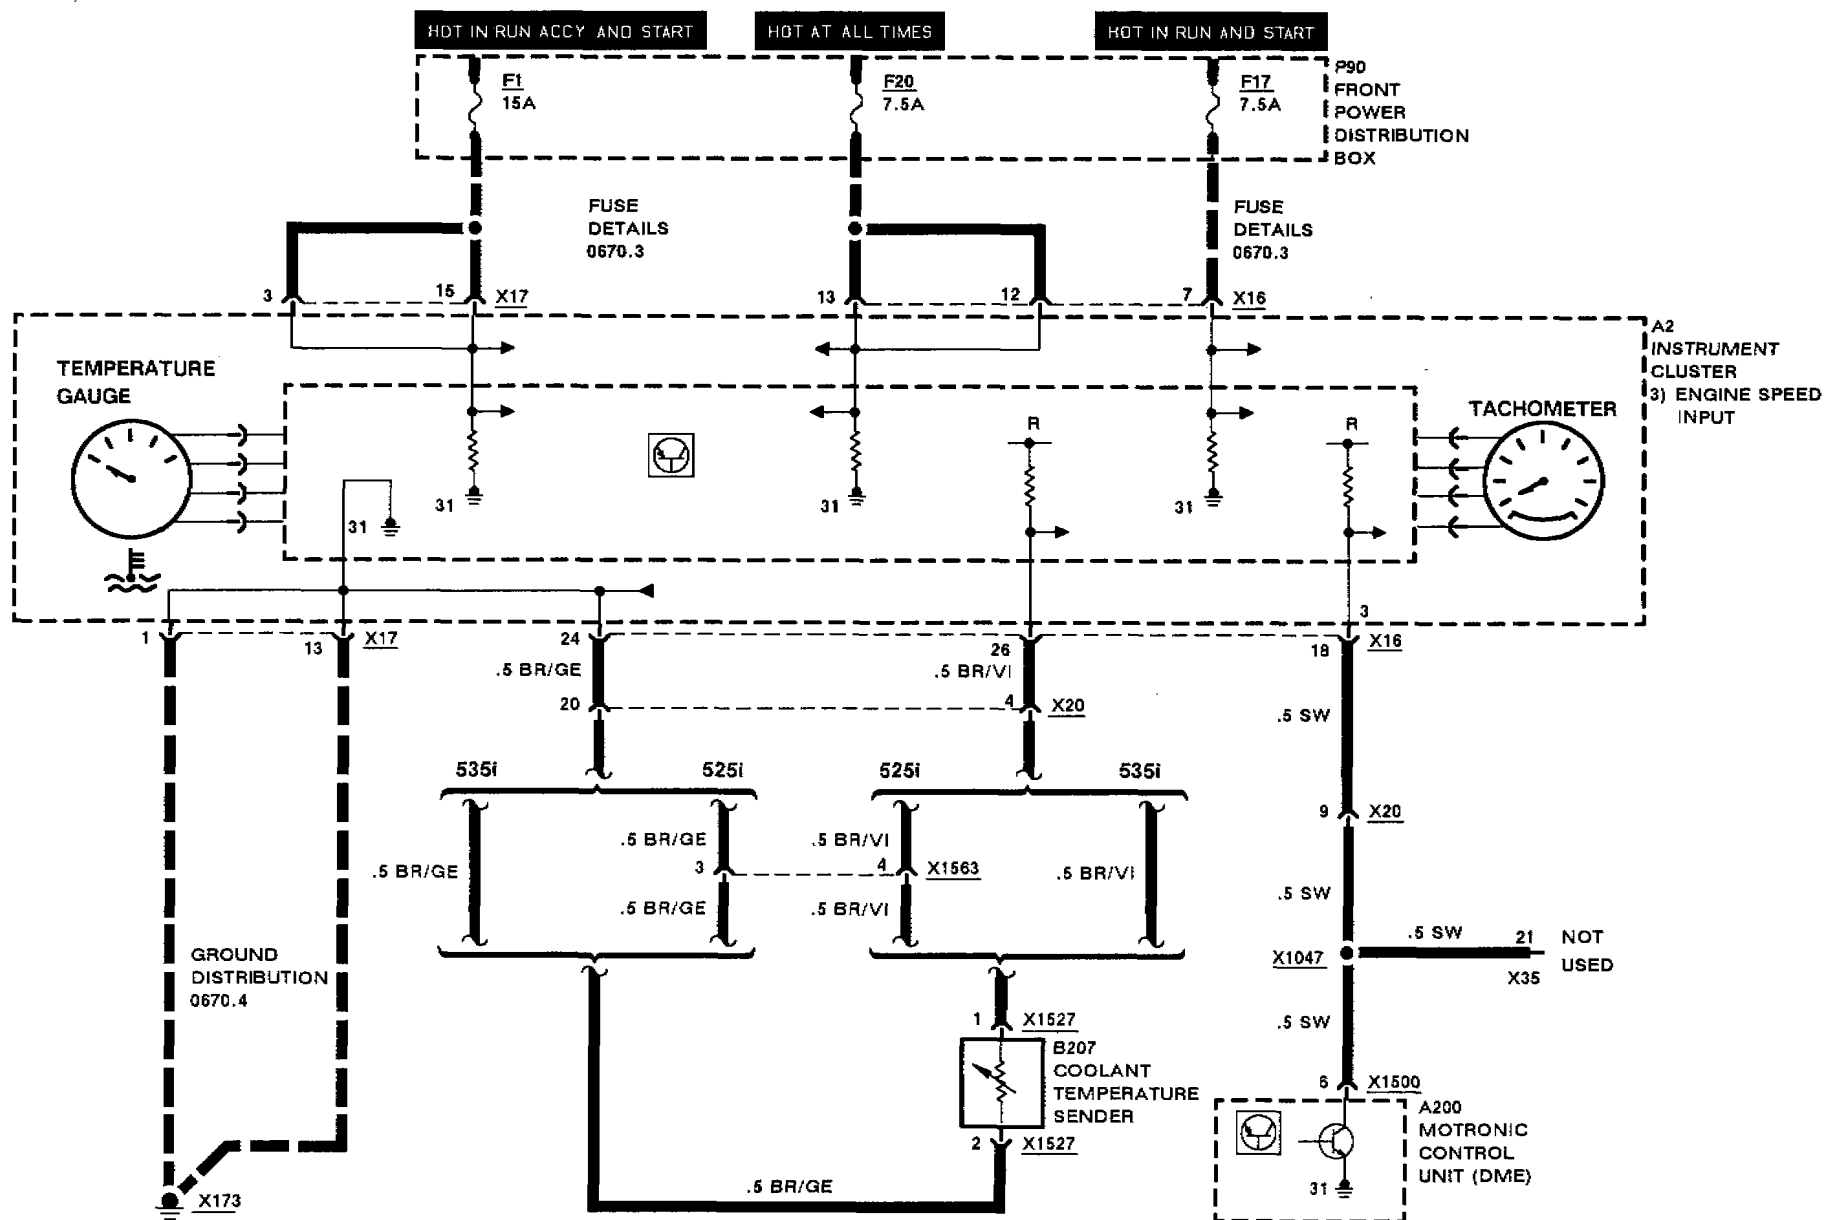 HOT IN RUN ACCY AND START
HOT AT ALL TIMES
HOT IN RUN AND START
F1
15A
F20
7.5A
F17
7.5A
P90
FRONT
POWER
DISTRIBUTION
BOX
FUSE
DETAILS
0670.3
FUSE
DETAILS
0670.3
3
15
X17
13
12
7
X16
A2
INSTRUMENT
CLUSTER
3) ENGINE SPEED
INPUT
TEMPERATURE
GAUGE
TACHOMETER
R
R
31
31
31
31
3
1
13
X17
24
26
18
X16
.5 BR/GE
.5 BR/VI
20
4
X20
.5 SW
535i
525i
525i
535i
9
X20
.5 BR/GE
.5 BR/VI
3
4
X1563
.5 BR/GE
.5 BR/VI
.5 BR/GE
.5 BR/VI
.5 SW
GROUND
DISTRIBUTION
0670.4
X1047
.5 SW
21
NOT
USED
X35
.5 SW
1
X1527
B207
COOLANT
TEMPERATURE
SENDER
2
X1527
6
X1500
A200
MOTRONIC
CONTROL
UNIT (DME)
31
.5 BR/GE
X173